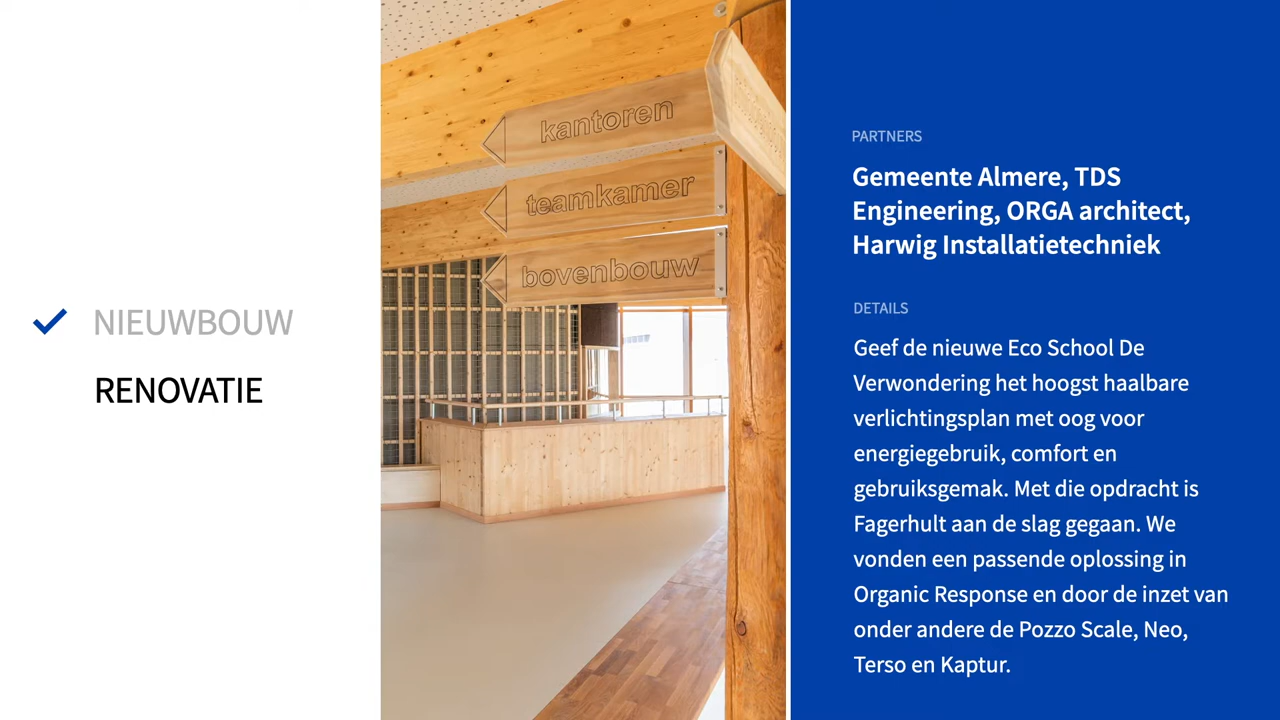 NIEUWBOUW
RENOVATIE
kantoren
teamkamer
bovenbouw
PARTNERS
Gemeente Almere, TDS
Engineering, ORGA architect,
Harwig Installatietechniek
DETAILS
Geef de nieuwe Eco School De
Verwondering het hoogst haalbare
verlichtingsplan met oog voor
energiegebruik, comfort en
gebruiksgemak. Met die opdracht is
Fagerhult aan de slag gegaan. We
vonden een passende oplossing in
Organic Response en door de inzet van
onder andere de Pozzo Scale, Neo,
Terso en Kaptur.